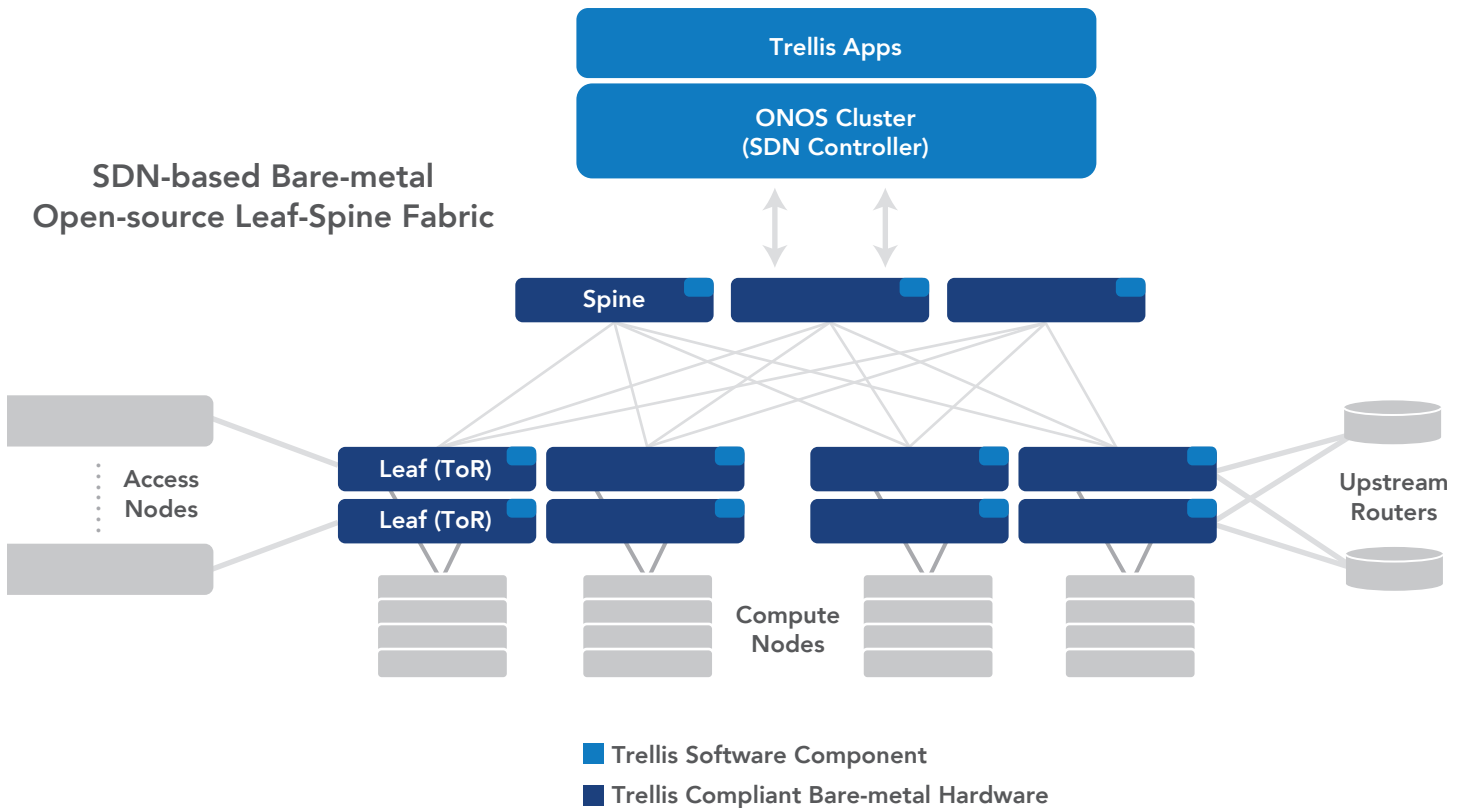 Trellis Apps
ONOS Cluster
(SDN Controller)
SDN-based Bare-metal
Open-source Leaf-Spine Fabric
Spine
Access
Nodes
Leaf (ToR)
Leaf (ToR)
Upstream
Routers
Compute
Nodes
Trellis Software Component
Trellis Compliant Bare-metal Hardware